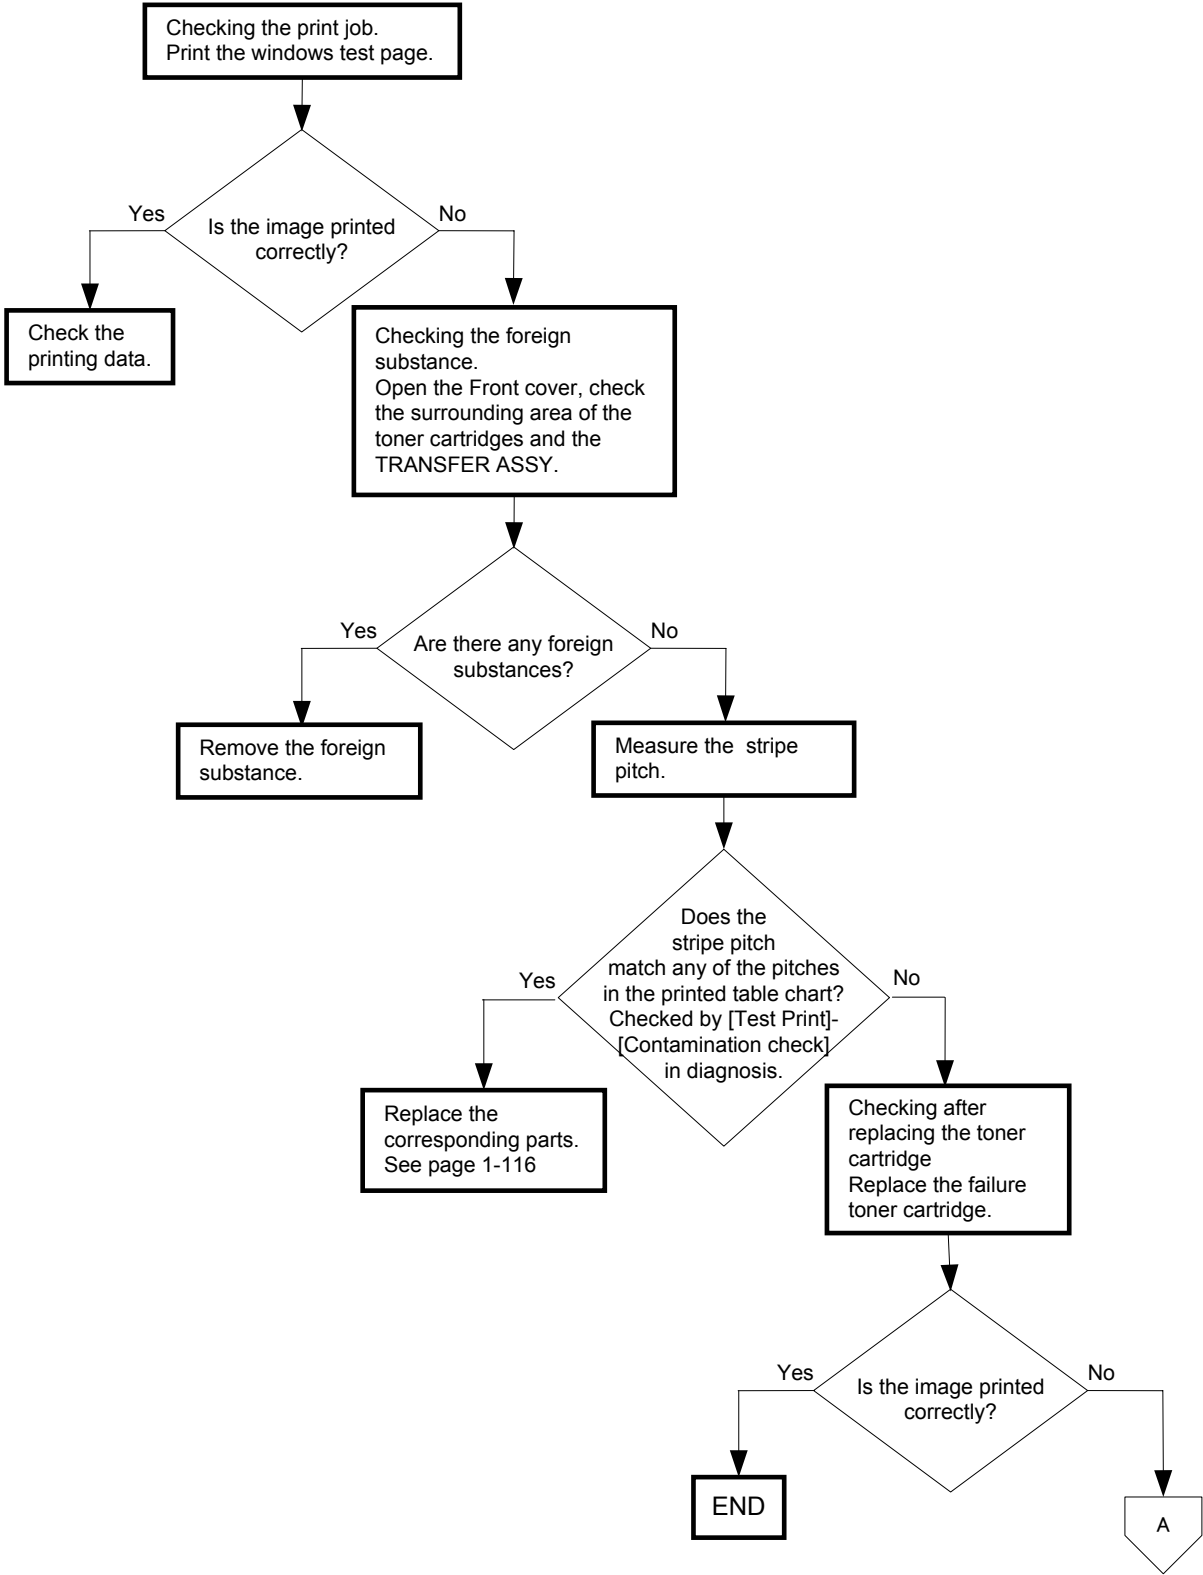 Checking the print job.
Print the windows test page.
Yes
No
Is the image printed
correctly?
Check the
printing data.
Checking the foreign
substance.
Open the Front cover, check
the surrounding area of the
toner cartridges and the
TRANSFER ASSY.
Yes
No
Are there any foreign
substances?
Remove the foreign
substance.
Measure the  stripe
pitch.
Does the
stripe pitch
match any of the pitches
in the printed table chart?
Checked by [Test Print]-
[Contamination check]
in diagnosis.
Yes
No
Replace the
corresponding parts.
See page 1-116
Checking after
replacing the toner
cartridge
Replace the failure
toner cartridge.
Yes
No
Is the image printed
correctly?
END
A